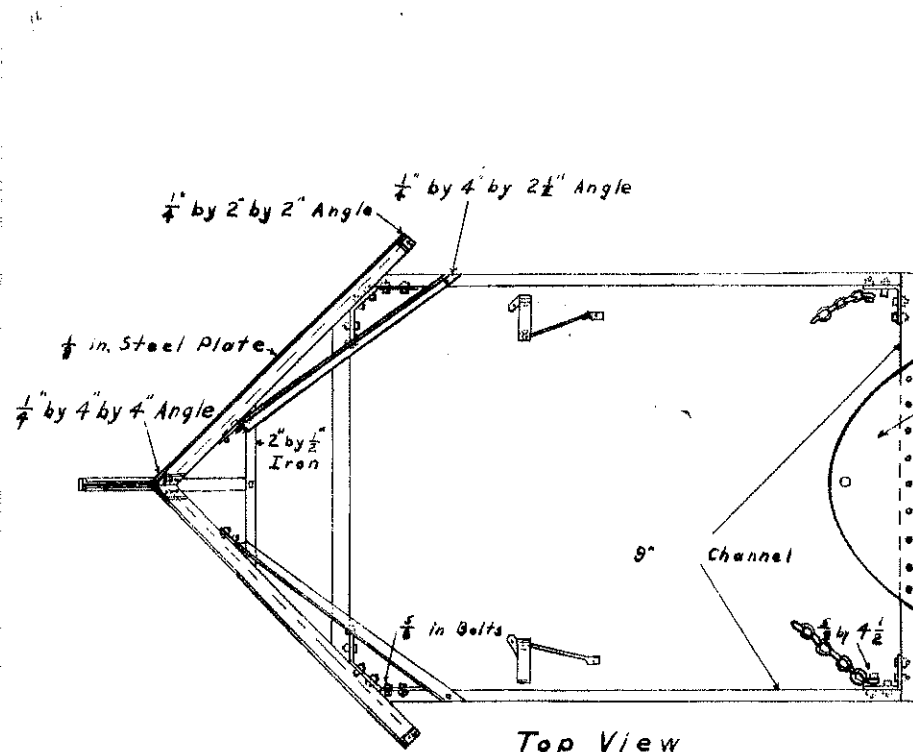 1/4" by 4" by 2 1/2" Angle
1/4" by 2" by 2" Angle
1/8 in. Steel Plate
1/4" by 4" by 4" Angle
2" by 1/2"
Iron
9" Channel
5/8 in Bolts
5/8 by 4 1/2
Top View